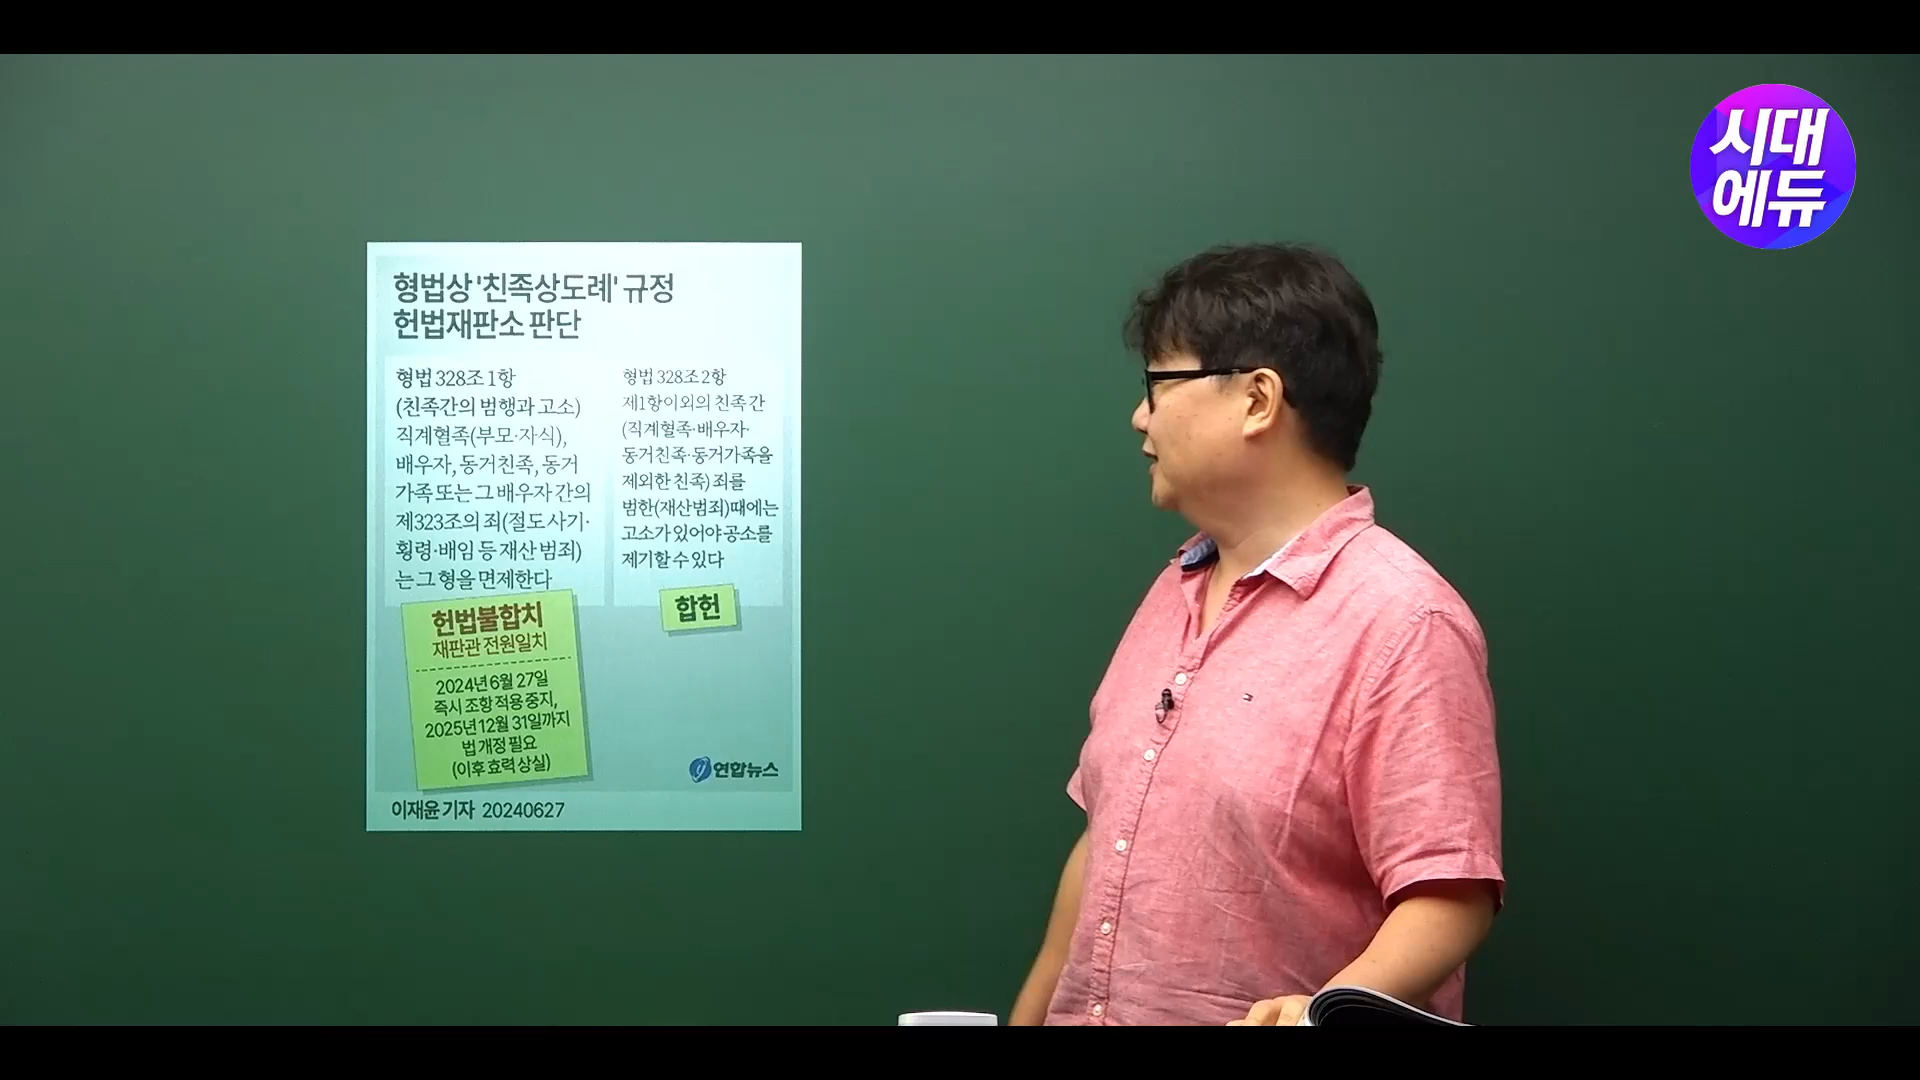 시대
에듀
형법상 '친족상도례' 규정
헌법재판소 판단
형법 328조 1항
(친족간의 범행과 고소)
직계혈족(부모·자식),
배우자, 동거친족, 동거
가족 또는 그 배우자 간의
제323조의 죄(절도사기·
횡령·배임 등 재산 범죄)
는 그 형을 면제한다
헌법불합치
재판관 전원일치
2024년 6월 27일
즉시 조항 적용 중지,
2025년 12월 31일까지
법 개정 필요
(이후 효력 상실)
형법 328조 2항
제1항이외의 친족 간
(직계혈족·배우자·
동거친족·동거가족을
제외한 친족) 죄를
범한(재산범죄)때에는
고소가 있어야 공소를
제기할 수 있다
합헌
연합뉴스
이재윤 기자 20240627